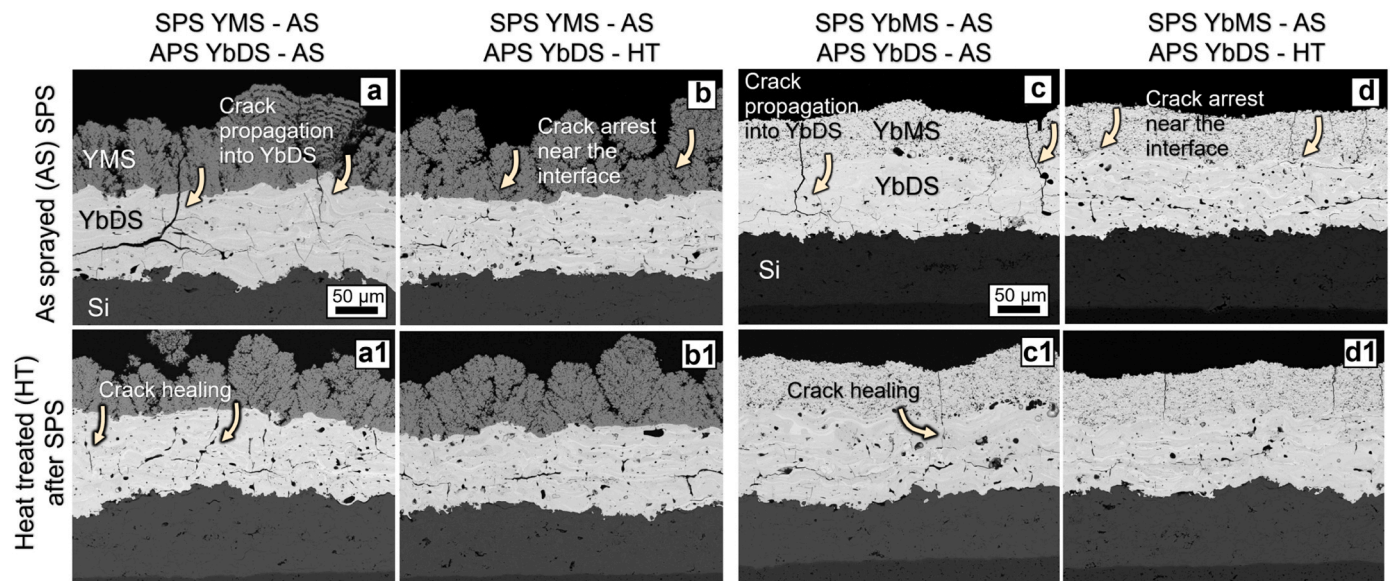 SPS YMS - AS
APS YbDS - AS
SPS YMS - AS
APS YbDS - HT
SPS YbMS - AS
APS YbDS - AS
SPS YbMS - AS
APS YbDS - HT
As sprayed (AS) SPS
a
Crack
propagation
into YbDS
YMS
YbDS
Si
50 µm
b
Crack arrest
near the
interface
c
Crack
propagation
into YbDS
YbMS
YbDS
Si
50 µm
d
Crack arrest
near the
interface
Heat treated (HT)
after SPS
a1
Crack healing
b1
c1
Crack healing
d1